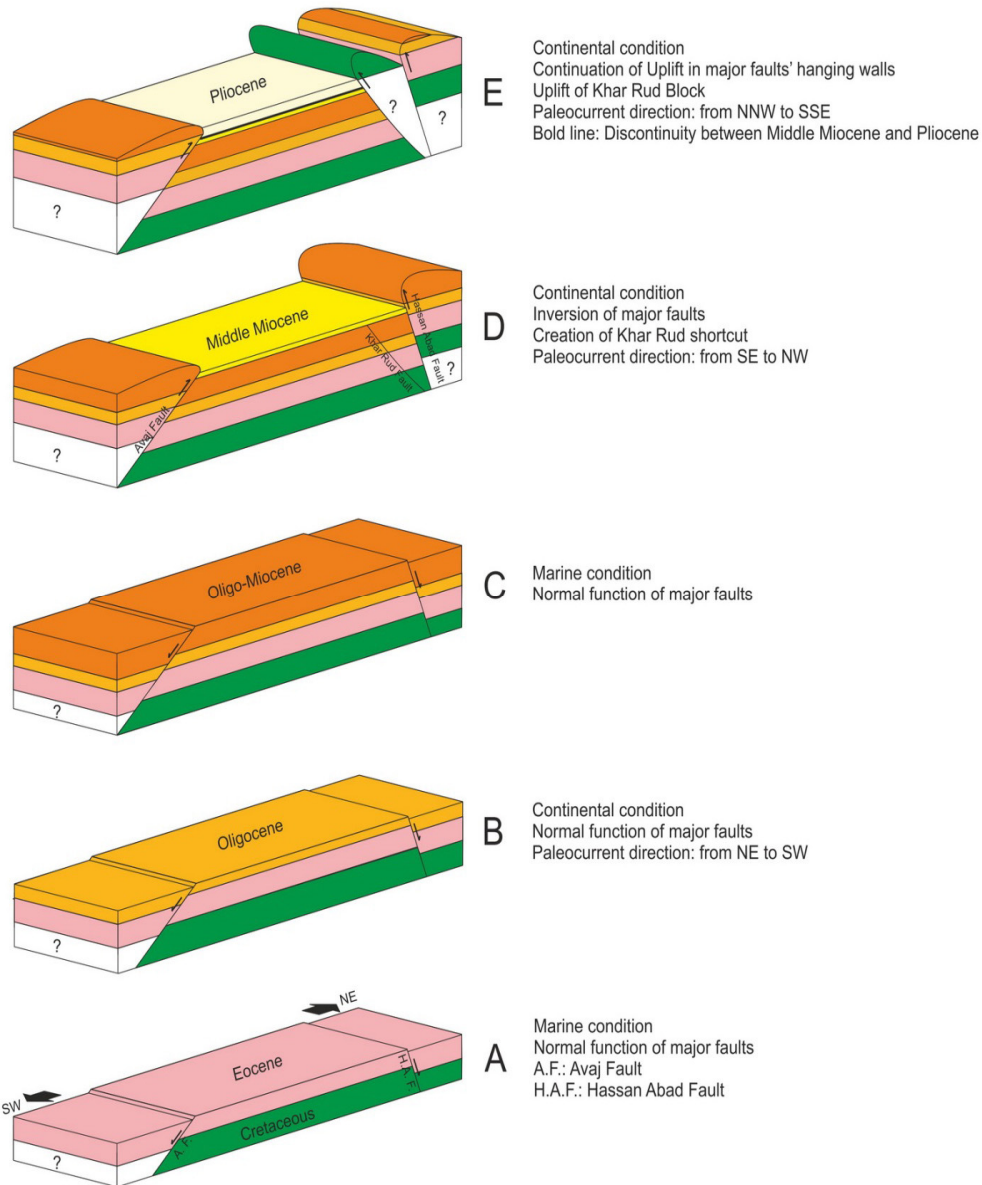 Pliocene
?
?
?
E
Continental condition
Continuation of Uplift in major faults' hanging walls
Uplift of Khar Rud Block
Paleocurrent direction: from NNW to SSE
Bold line: Discontinuity between Middle Miocene and Pliocene
Middle Miocene
Avaj Fault
Khar Rud Fault
Hassan Abad Fault
?
?
D
Continental condition
Inversion of major faults
Creation of Khar Rud shortcut
Paleocurrent direction: from SE to NW
Oligo-Miocene
?
C
Marine condition
Normal function of major faults
Oligocene
?
B
Continental condition
Normal function of major faults
Paleocurrent direction: from NE to SW
NE
SW
Eocene
Cretaceous
A. F.
H.A. F.
?
A
Marine condition
Normal function of major faults
A.F.: Avaj Fault
H.A.F.: Hassan Abad Fault